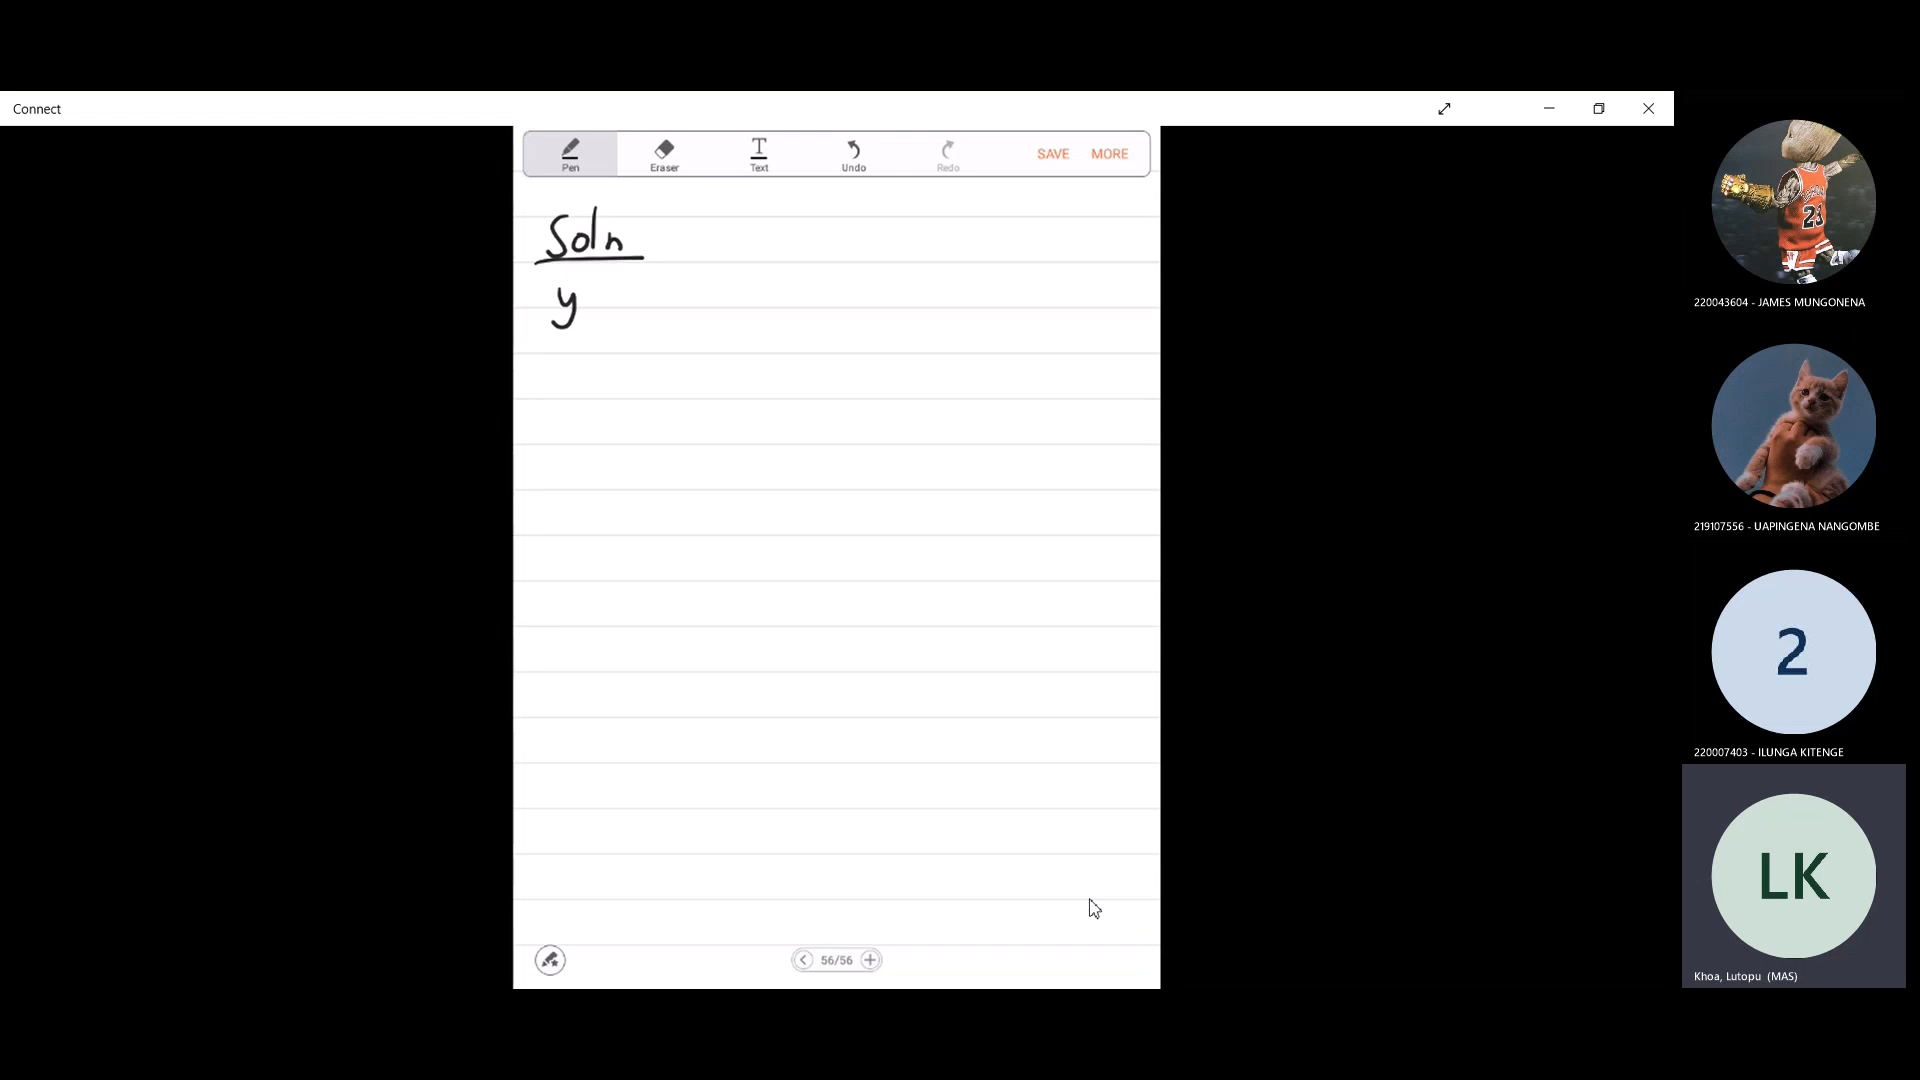 Connect
Pen
Eraser
T
Text
Undo
Redo
SAVE
MORE
Soln
y
56/56
23
220043604 - JAMES MUNGONENA
219107556 - UAPINGENA NANGOMBE
2
220007403 - ILUNGA KITENGE
LK
Khoa, Lutopu (MAS)